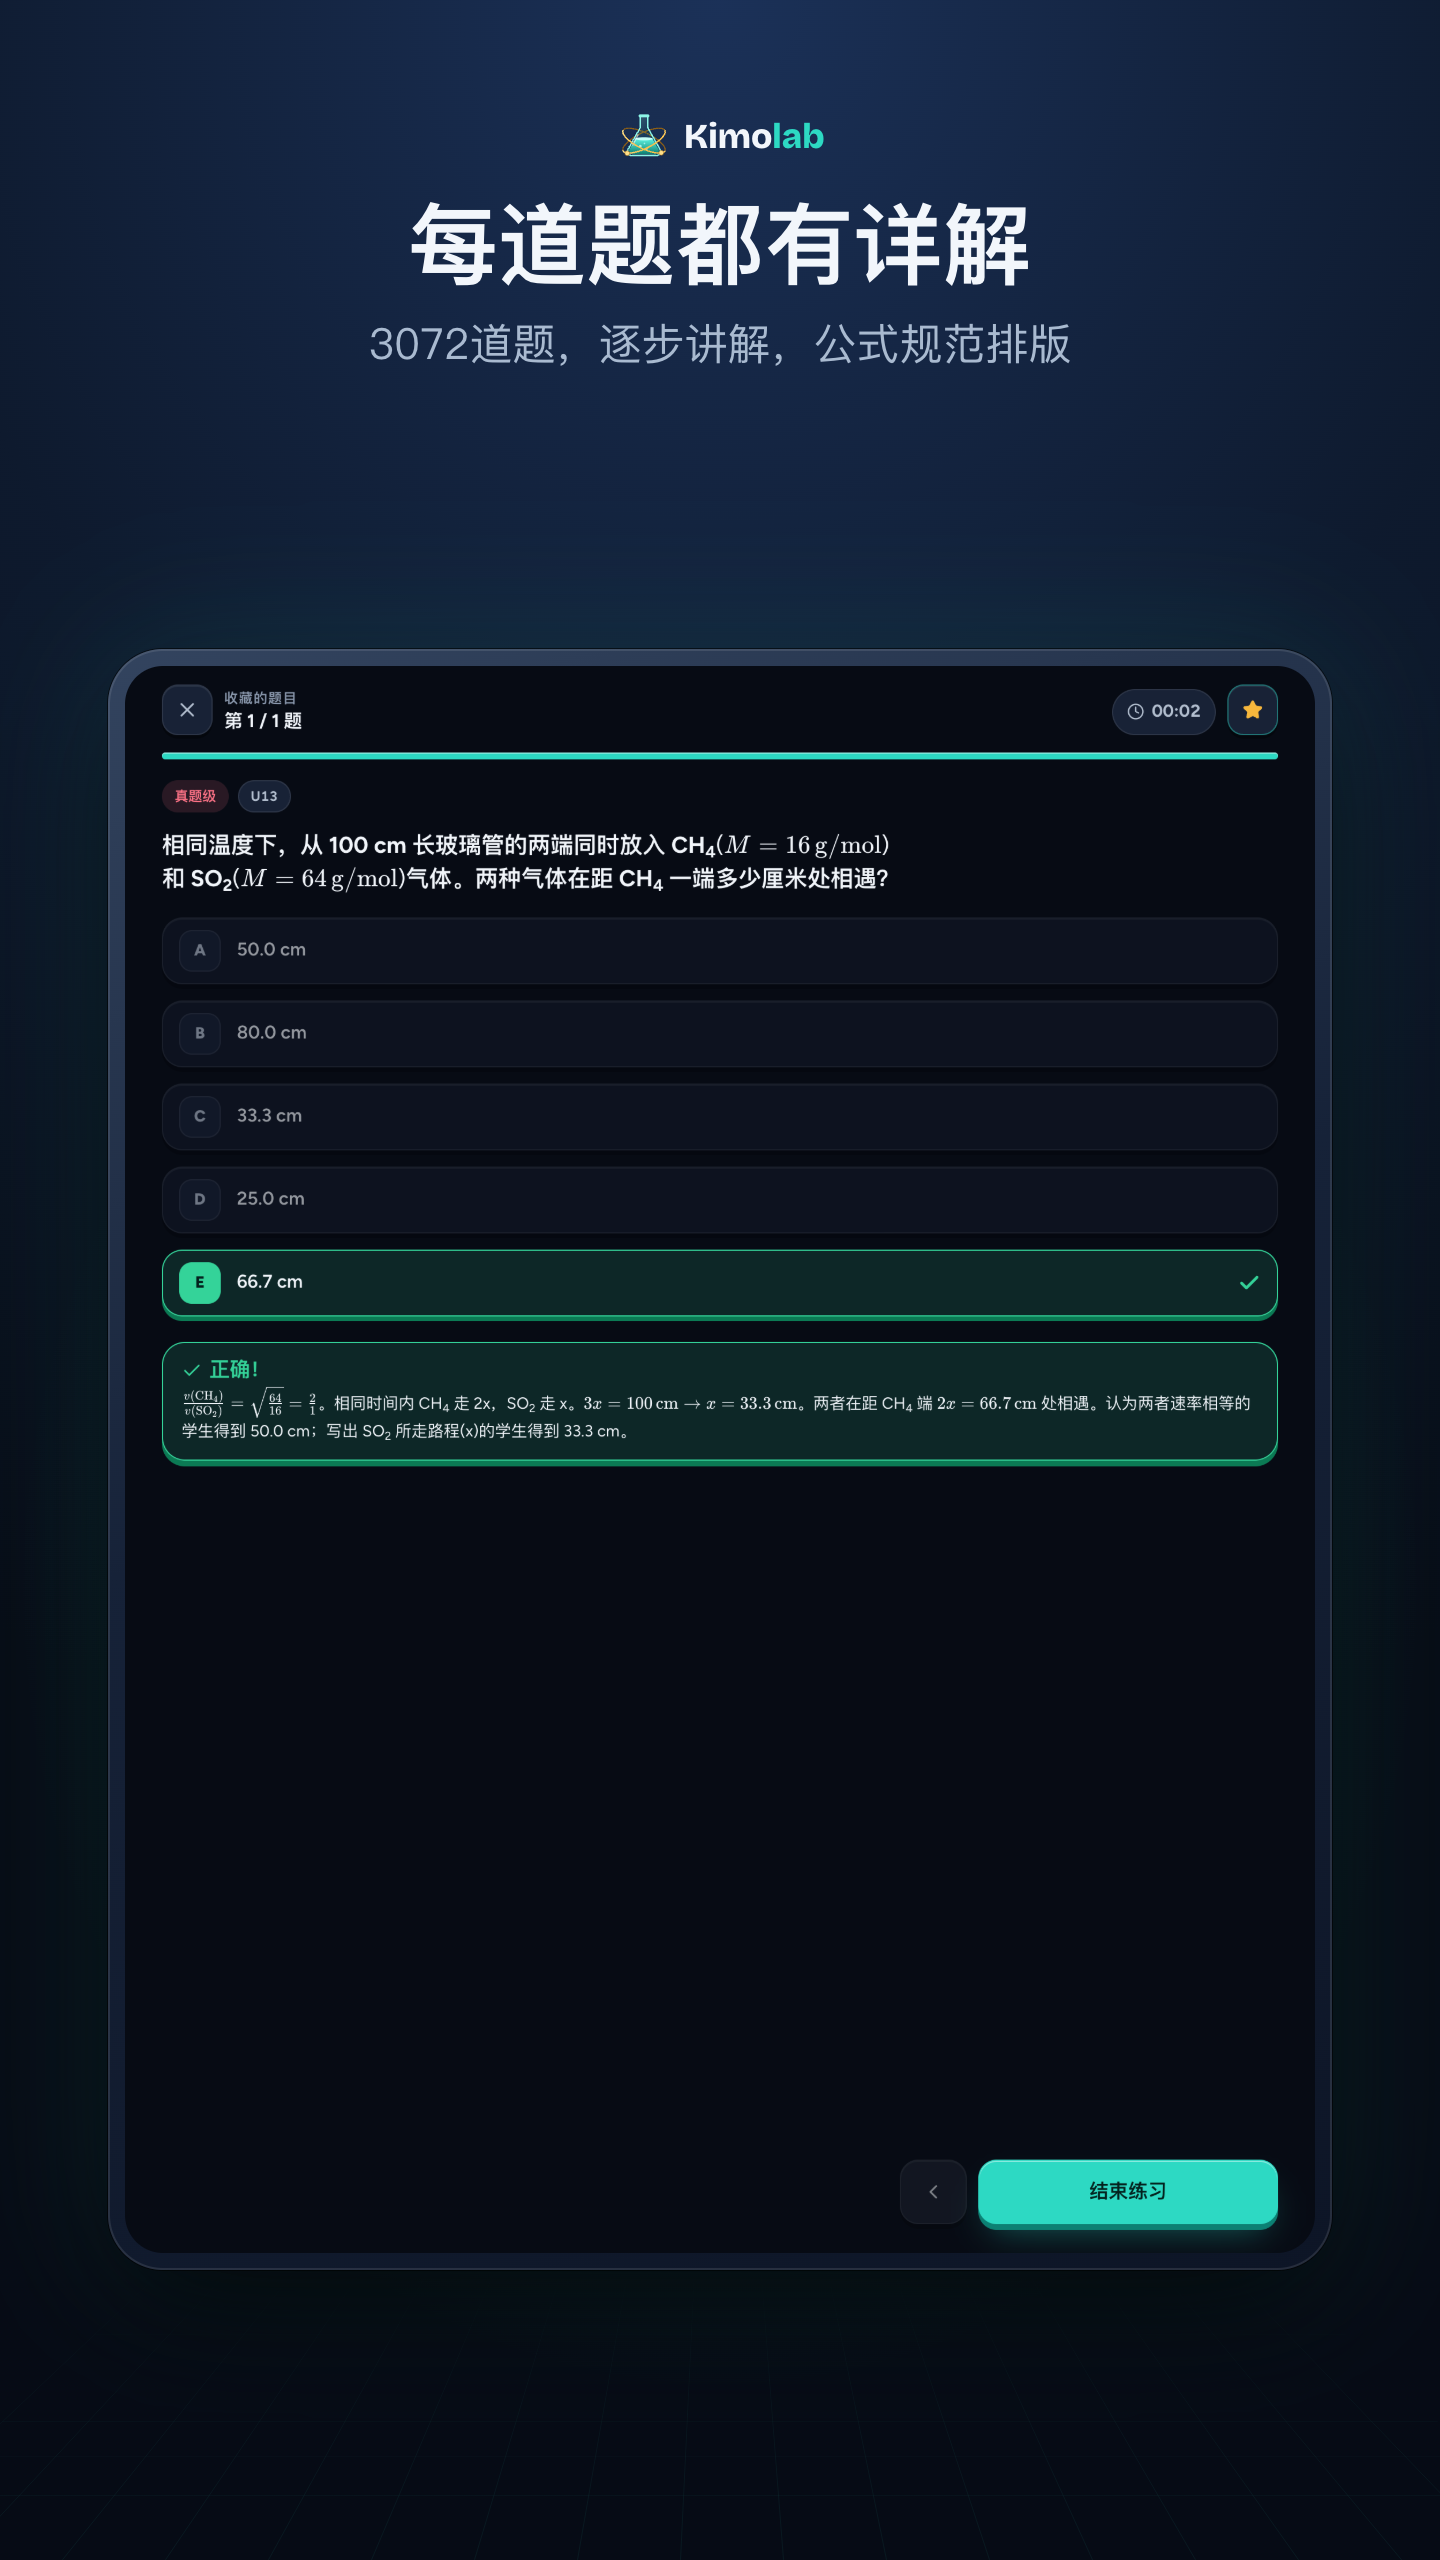 Kimolab
每道题都有详解
3072道题，逐步讲解，公式规范排版
收藏的题目
第 1 / 1 题
00:02
真题级
U13
相同温度下，从 100 cm 长玻璃管的两端同时放入 CH₄(M = 16 g/mol)
和 SO₂(M = 64 g/mol)气体。两种气体在距 CH₄ 一端多少厘米处相遇？
A 50.0 cm
B 80.0 cm
C 33.3 cm
D 25.0 cm
E 66.7 cm
正确！
v(CH₄)/v(SO₂) = √(64/16) = 2/1。相同时间内 CH₄ 走 2x，SO₂ 走 x。3x = 100 cm → x = 33.3 cm。两者在距 CH₄ 端 2x = 66.7 cm 处相遇。认为两者速率相等的
学生得到 50.0 cm；写出 SO₂ 所走路程(x)的学生得到 33.3 cm。
结束练习